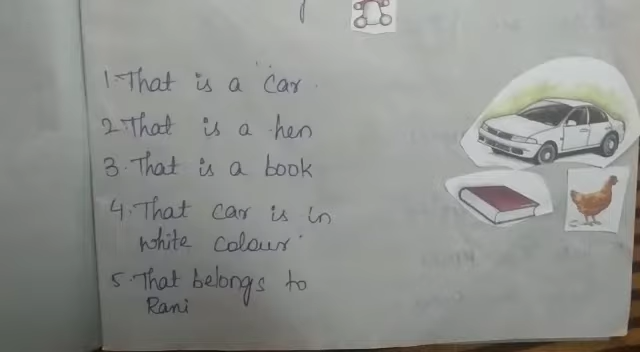 1. That is a car.
2. That is a hen
3. That is a book
4. That car is in
white colour.
5. That belongs to
Rani